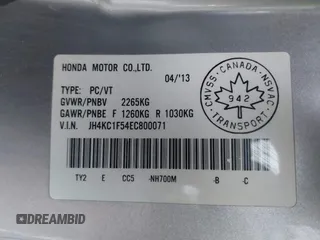 HONDA MOTOR CO.,LTD.
04/'13
TYPE: PC/VT
GVWR/PNBV 2265KG
GAWR/PNBE F 1260KG R 1030KG
V.I.N. JH4KC1F54EC800071
CANADA
CMVSS
NSVAC
942
TRANSPORT
TY2 E CC5 -NH700M -B -C
DREAMBID